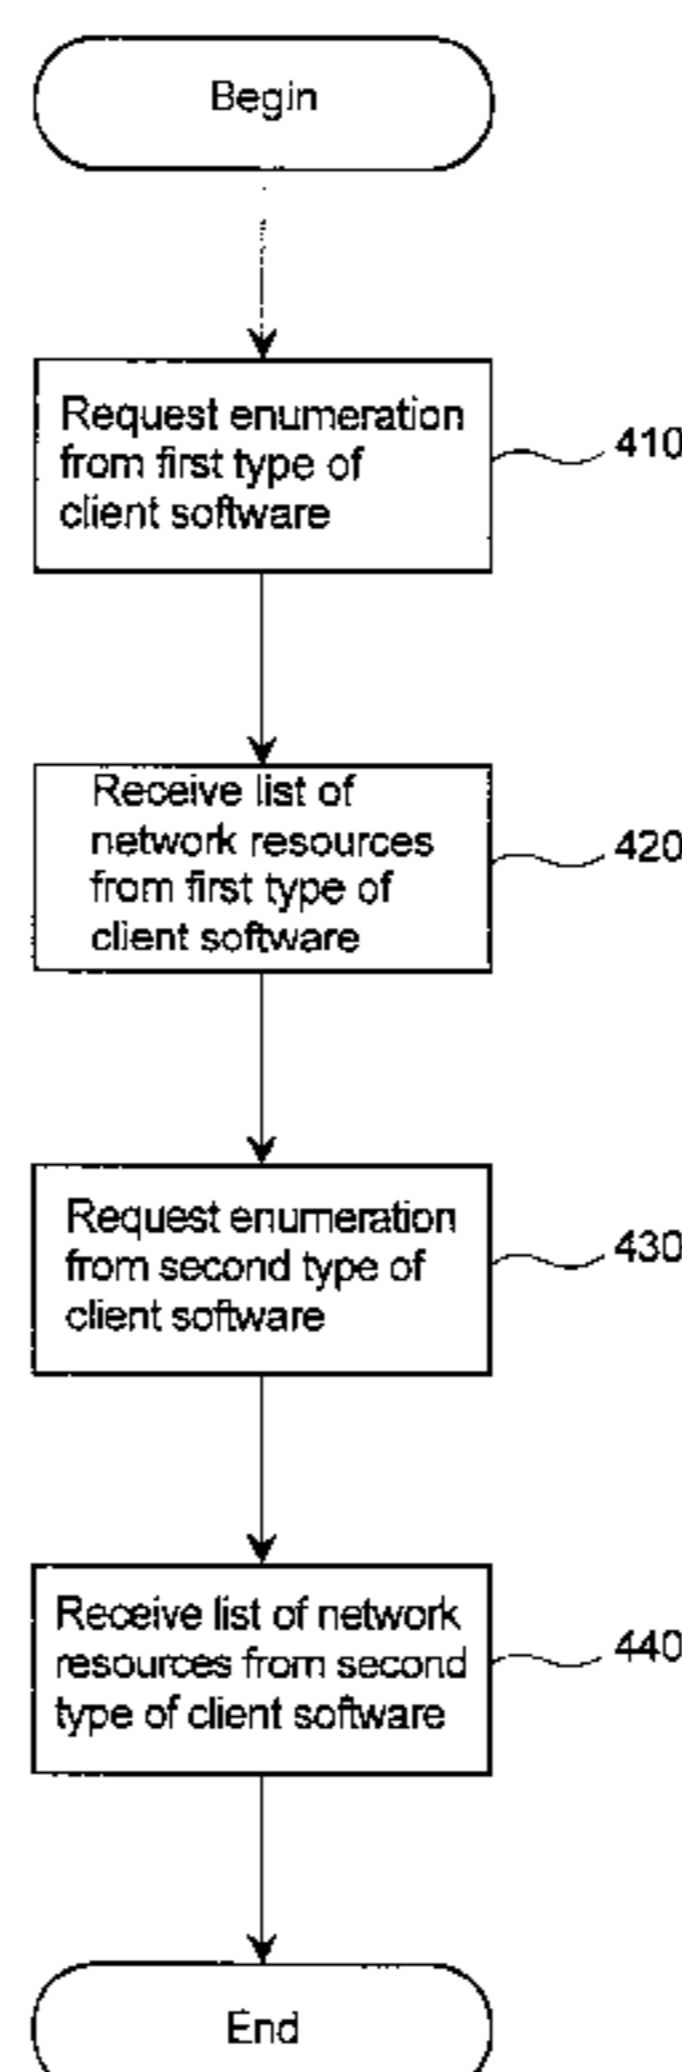 Begin
Request enumeration
from first type of
client software
410
Receive list of
network resources
from first type of
client software
420
Request enumeration
from second type of
client software
430
Receive list of network
resources from second
type of client software
440
End